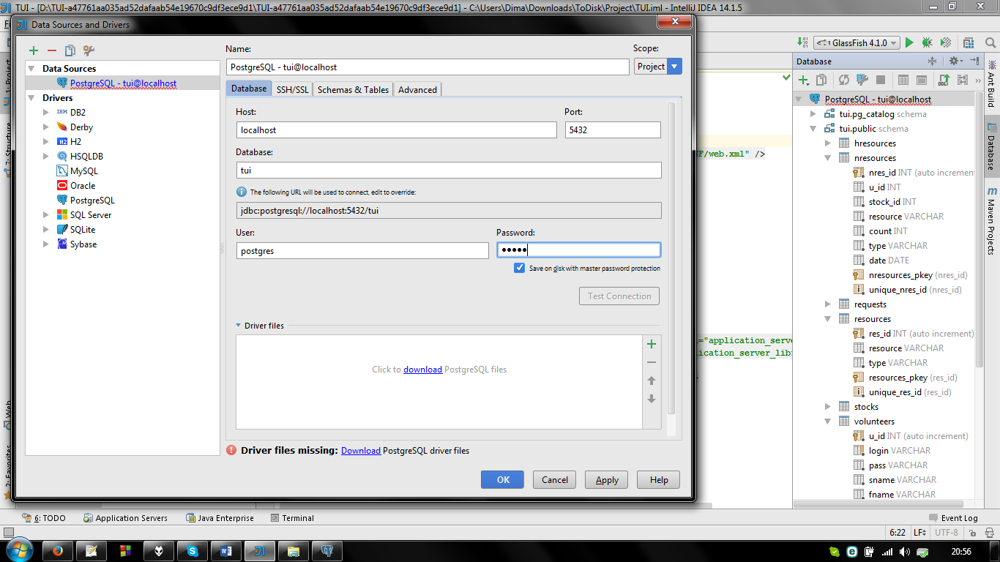 TUI - [D:\TUI-a47761aa035ad52dafaab54e19670c9df3ece9d1\TUI-a47761aa035ad52dafaab54e19670c9df3ece9d1] - C:\Users\Dima\Downloads\ToDisk\Project\TUI.iml - IntelliJ IDEA 14.1.5
Data Sources and Drivers
Data Sources
PostgreSQL - tui@localhost
Drivers
IBM DB2
Derby
H2 H2
HSQLDB
MySQL
Oracle
PostgreSQL
SQL Server
SQLite
Sybase
Name:
Scope:
PostgreSQL - tui@localhost
Project
Database
SSH/SSL
Schemas & Tables
Advanced
Host:
Port:
localhost
5432
Database:
tui
The following URL will be used to connect, edit to override:
jdbc:postgresql://localhost:5432/tui
User:
Password:
postgres
•••••
Save on disk with master password protection
Test Connection
Driver files
Click to download PostgreSQL files
Driver files missing: Download PostgreSQL driver files
OK
Cancel
Apply
Help
GlassFish 4.1.0
F/web.xml" />
="application_serve
ication_server_lib
Database
PostgreSQL - tui@localhost
tui.pg_catalog schema
tui.public schema
hresources
nresources
nres_id INT (auto increment
u_id INT
stock_id INT
resource VARCHAR
count INT
type VARCHAR
date DATE
nresources_pkey (nres_id)
unique_nres_id (nres_id)
requests
resources
res_id INT (auto increment)
resource VARCHAR
type VARCHAR
resources_pkey (res_id)
unique_res_id (res_id)
stocks
volunteers
u_id INT (auto increment)
login VARCHAR
pass VARCHAR
sname VARCHAR
fname VARCHAR
Ant Build
Database
m
Maven Projects
1: Project
7: Structure
Web
2: Favorites
6: TODO
Application Servers
Java Enterprise
Terminal
Event Log
6:22
LF
UTF-8
20:56